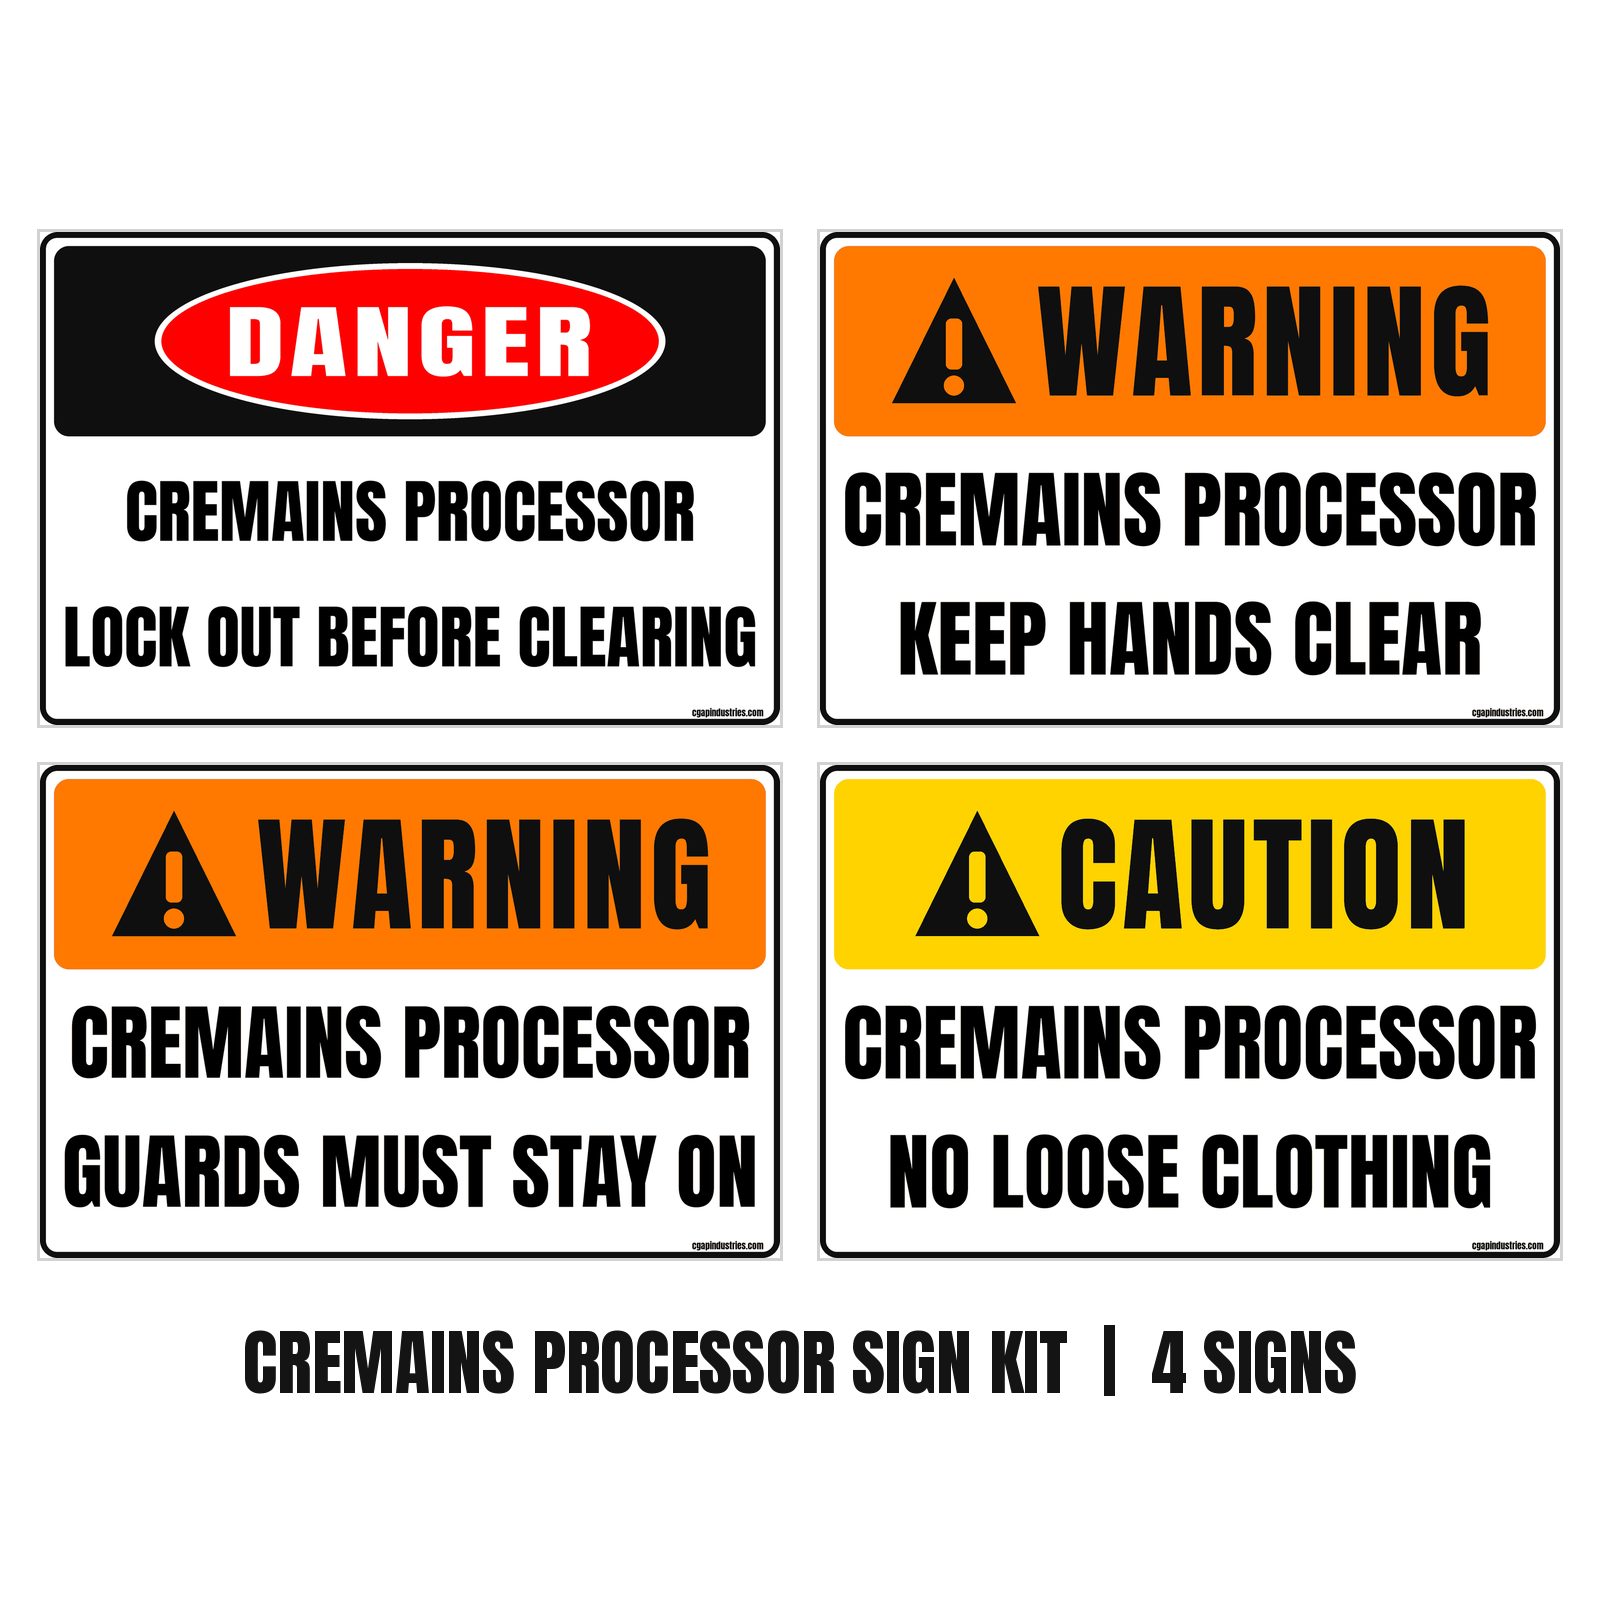 DANGER
CREMAINS PROCESSOR
LOCK OUT BEFORE CLEARING
cgapindustries.com
WARNING
CREMAINS PROCESSOR
KEEP HANDS CLEAR
cgapindustries.com
WARNING
CREMAINS PROCESSOR
GUARDS MUST STAY ON
cgapindustries.com
CAUTION
CREMAINS PROCESSOR
NO LOOSE CLOTHING
cgapindustries.com
CREMAINS PROCESSOR SIGN KIT | 4 SIGNS